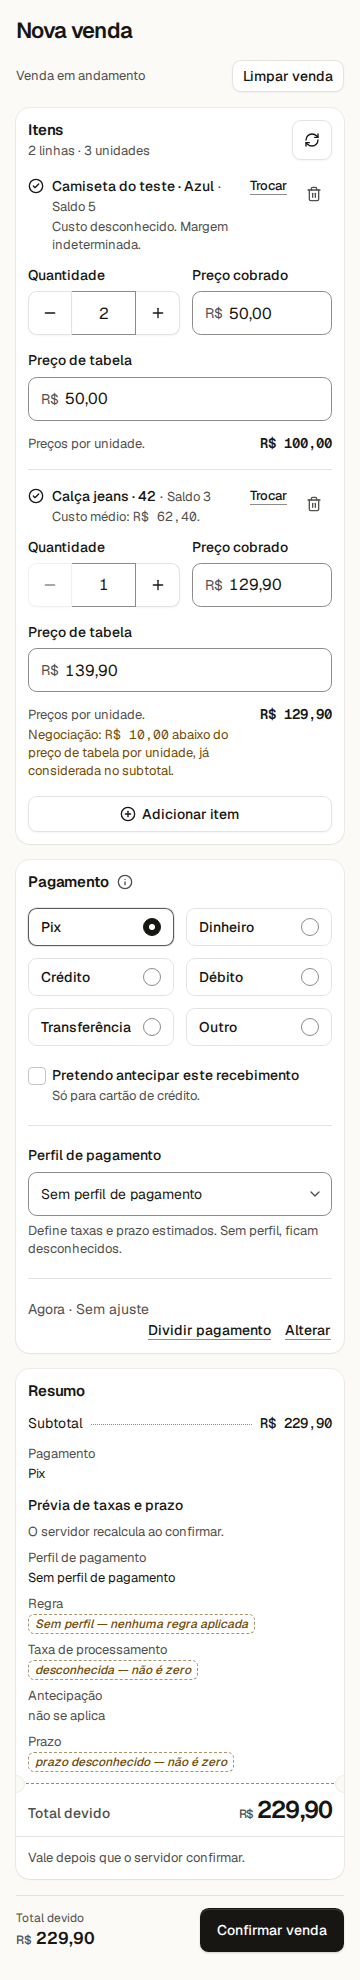 Nova venda
Venda em andamento
Limpar venda
Itens
2 linhas · 3 unidades
Camiseta do teste · Azul ·
Saldo 5
Trocar
Custo desconhecido. Margem
indeterminada.
Quantidade
Preço cobrado
2
R$ 50,00
Preço de tabela
R$ 50,00
Preços por unidade.
R$ 100,00
Calça jeans · 42 · Saldo 3
Trocar
Custo médio: R$ 62,40.
Quantidade
Preço cobrado
1
R$ 129,90
Preço de tabela
R$ 139,90
Preços por unidade.
R$ 129,90
Negociação: R$ 10,00 abaixo do
preço de tabela por unidade, já
considerada no subtotal.
Adicionar item
Pagamento
Pix
Dinheiro
Crédito
Débito
Transferência
Outro
Pretendo antecipar este recebimento
Só para cartão de crédito.
Perfil de pagamento
Sem perfil de pagamento
Define taxas e prazo estimados. Sem perfil, ficam
desconhecidos.
Agora · Sem ajuste
Dividir pagamento
Alterar
Resumo
Subtotal
R$ 229,90
Pagamento
Pix
Prévia de taxas e prazo
O servidor recalcula ao confirmar.
Perfil de pagamento
Sem perfil de pagamento
Regra
Sem perfil — nenhuma regra aplicada
Taxa de processamento
desconhecida — não é zero
Antecipação
não se aplica
Prazo
prazo desconhecido — não é zero
Total devido
R$ 229,90
Vale depois que o servidor confirmar.
Total devido
R$ 229,90
Confirmar venda